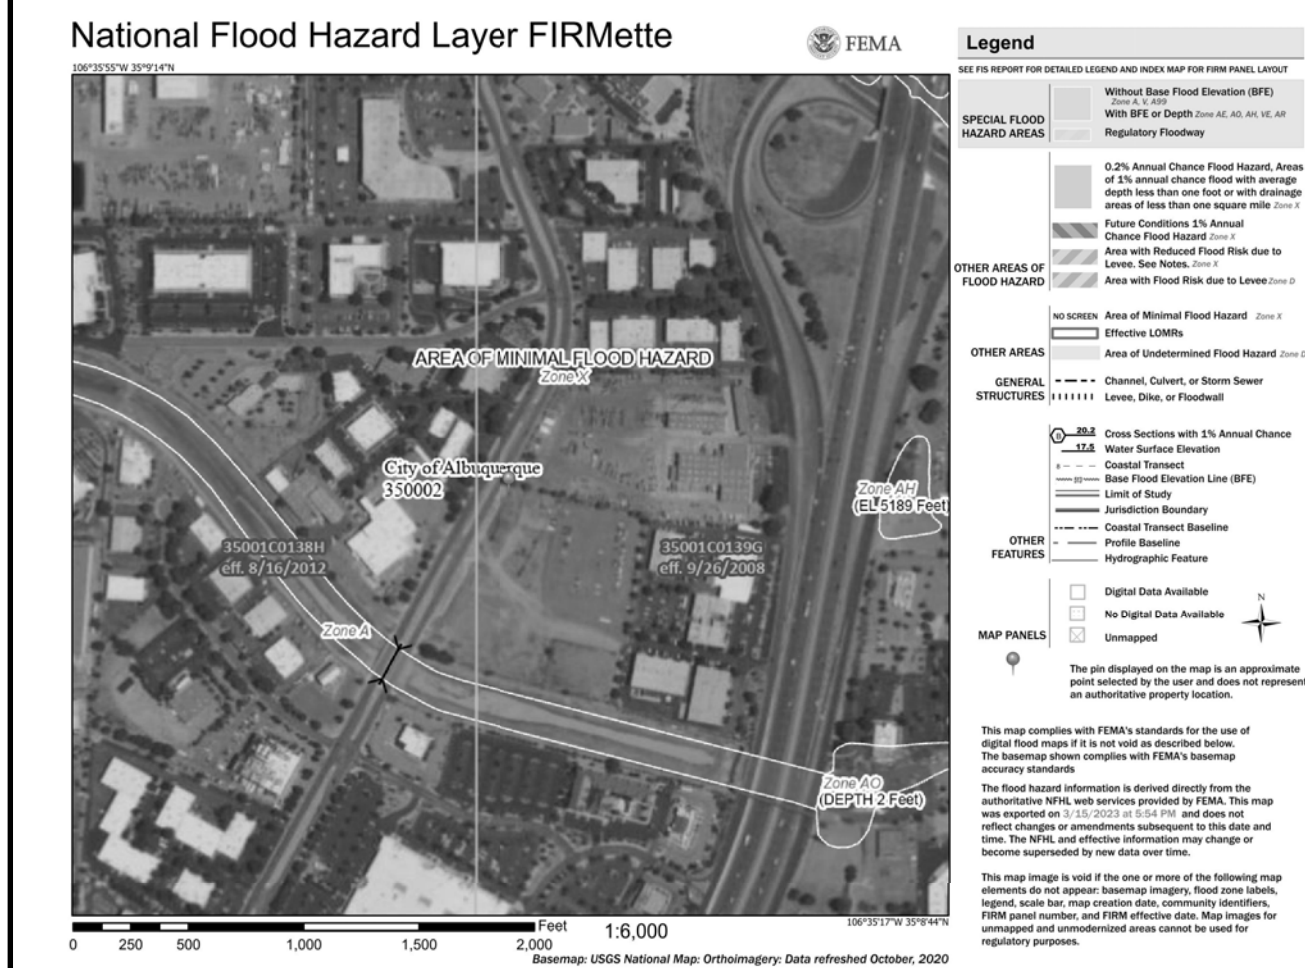 National Flood Hazard Layer FIRMette
FEMA
106°35'55"W 35°9'14"N
AREA OF MINIMAL FLOOD HAZARD
Zone X
City of Albuquerque
350002
Zone AH
(EL 5189 Feet)
35001C0138H
eff. 8/16/2012
35001C0139G
eff. 9/26/2008
Zone A
Zone AO
(DEPTH 2 Feet)
106°35'17"W 35°8'44"N
Feet
0 250 500 1,000 1,500 2,000
1:6,000
Basemap: USGS National Map: Orthoimagery: Data refreshed October, 2020
Legend
SEE FIS REPORT FOR DETAILED LEGEND AND INDEX MAP FOR FIRM PANEL LAYOUT
SPECIAL FLOOD
HAZARD AREAS
Without Base Flood Elevation (BFE)
Zone A, V, A99
With BFE or Depth Zone AE, AO, AH, VE, AR
Regulatory Floodway
OTHER AREAS OF
FLOOD HAZARD
0.2% Annual Chance Flood Hazard, Areas
of 1% annual chance flood with average
depth less than one foot or with drainage
areas of less than one square mile Zone X
Future Conditions 1% Annual
Chance Flood Hazard Zone X
Area with Reduced Flood Risk due to
Levee. See Notes. Zone X
Area with Flood Risk due to Levee Zone D
OTHER AREAS
NO SCREEN Area of Minimal Flood Hazard Zone X
Effective LOMRs
Area of Undetermined Flood Hazard Zone D
GENERAL
STRUCTURES
Channel, Culvert, or Storm Sewer
Levee, Dike, or Floodwall
OTHER
FEATURES
B 20.2 Cross Sections with 1% Annual Chance
17.5 Water Surface Elevation
8 Coastal Transect
513 Base Flood Elevation Line (BFE)
Limit of Study
Jurisdiction Boundary
Coastal Transect Baseline
Profile Baseline
Hydrographic Feature
MAP PANELS
Digital Data Available
No Digital Data Available
Unmapped
N
The pin displayed on the map is an approximate
point selected by the user and does not represent
an authoritative property location.
This map complies with FEMA's standards for the use of
digital flood maps if it is not void as described below.
The basemap shown complies with FEMA's basemap
accuracy standards
The flood hazard information is derived directly from the
authoritative NFHL web services provided by FEMA. This map
was exported on 3/15/2023 at 5:54 PM and does not
reflect changes or amendments subsequent to this date and
time. The NFHL and effective information may change or
become superseded by new data over time.
This map image is void if the one or more of the following map
elements do not appear: basemap imagery, flood zone labels,
legend, scale bar, map creation date, community identifiers,
FIRM panel number, and FIRM effective date. Map images for
unmapped and unmodernized areas cannot be used for
regulatory purposes.